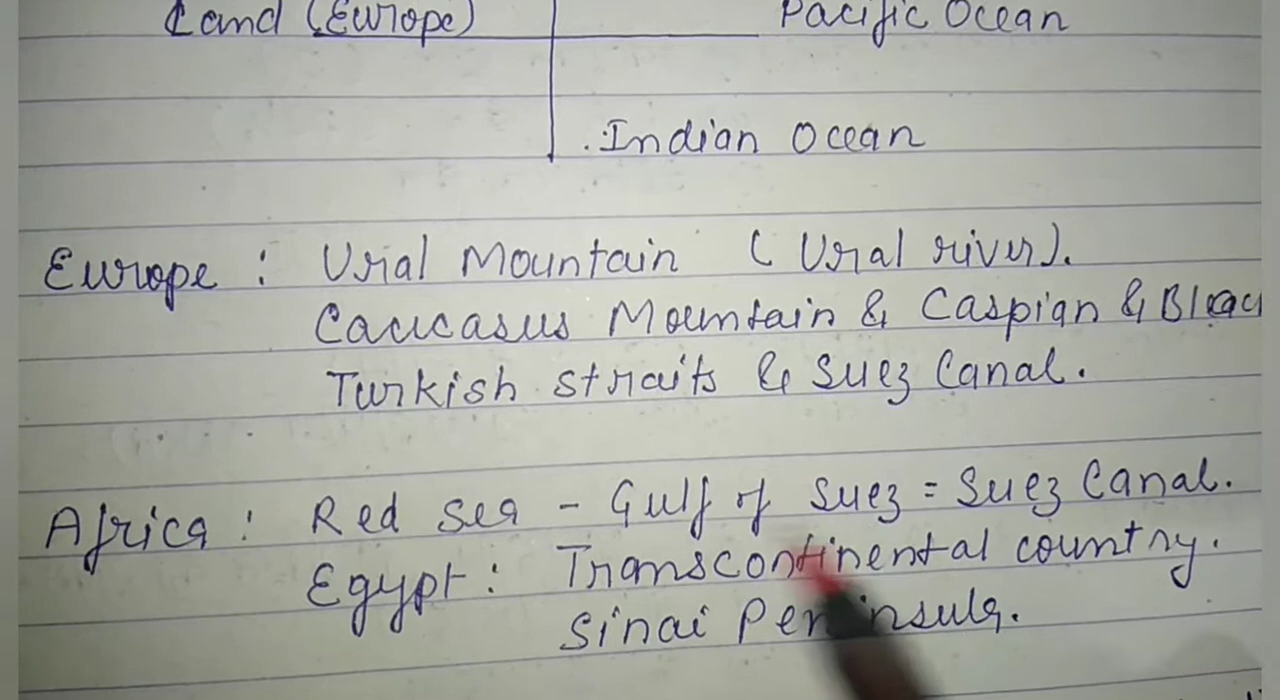 Land (Europe)
Pacific Ocean
.Indian Ocean
Europe : Ural Mountain (Ural river).
Caucasus Mountain & Caspian &
Turkish straits & Suez Canal.
Africa : Red sea - Gulf of Suez = Suez Canal.
Egypt : Transcontinental country.
Sinai Peninsula.